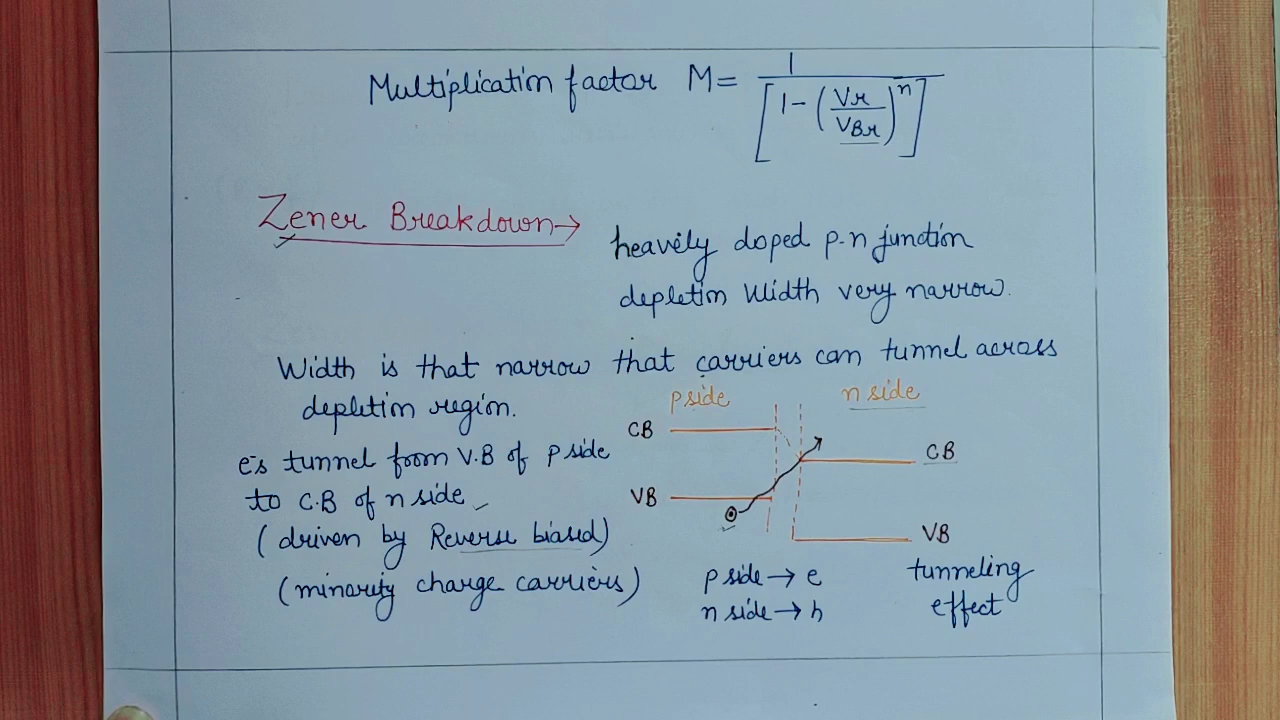 Multiplication factor M = 1 / [1 - (Vr/VBr)^n]
Zener Breakdown →
heavily doped p-n junction
depletion Width very narrow.
Width is that narrow that carriers can tunnel across
depletion region.
p side n side
CB
CB
e⁻s tunnel from V.B of p side
to C.B of n side
VB
(driven by Reverse biased)
VB
(minority charge carriers)
p side → e
n side → h
tunneling
effect